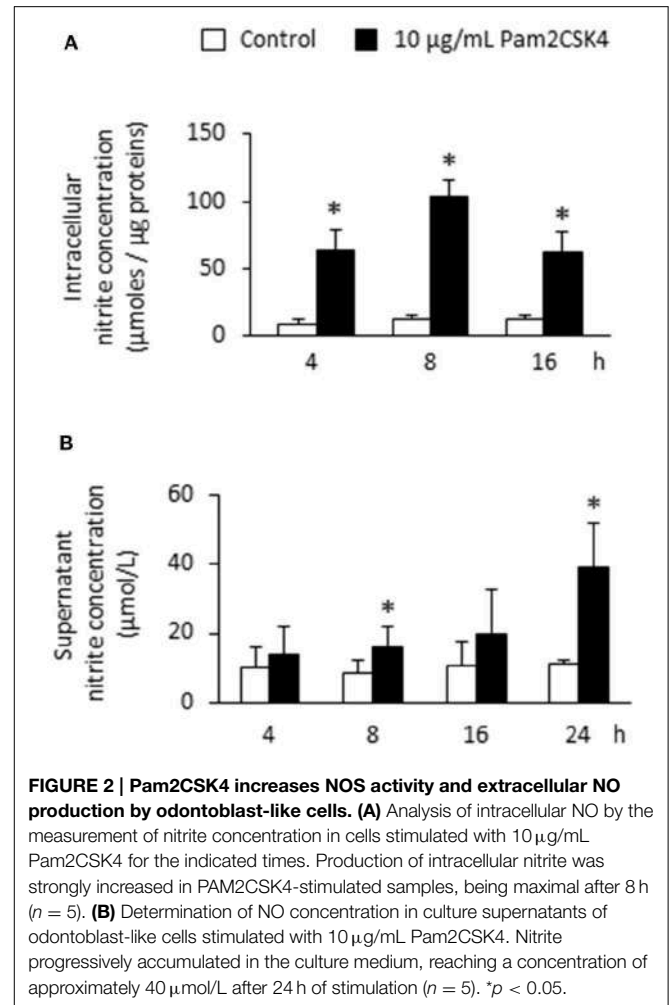 A
Control 10 µg/mL Pam2CSK4
Intracellular
nitrite concentration
(µmoles / µg proteins)
150
100
50
0
*
*
*
4 8 16 h
B
Supernatant
nitrite concentration
(µmol/L)
60
40
20
0
*
*
4 8 16 24 h
FIGURE 2 | Pam2CSK4 increases NOS activity and extracellular NO
production by odontoblast-like cells. (A) Analysis of intracellular NO by the
measurement of nitrite concentration in cells stimulated with 10 µg/mL
Pam2CSK4 for the indicated times. Production of intracellular nitrite was
strongly increased in PAM2CSK4-stimulated samples, being maximal after 8 h
(n = 5). (B) Determination of NO concentration in culture supernatants of
odontoblast-like cells stimulated with 10 µg/mL Pam2CSK4. Nitrite
progressively accumulated in the culture medium, reaching a concentration of
approximately 40 µmol/L after 24 h of stimulation (n = 5). *p < 0.05.